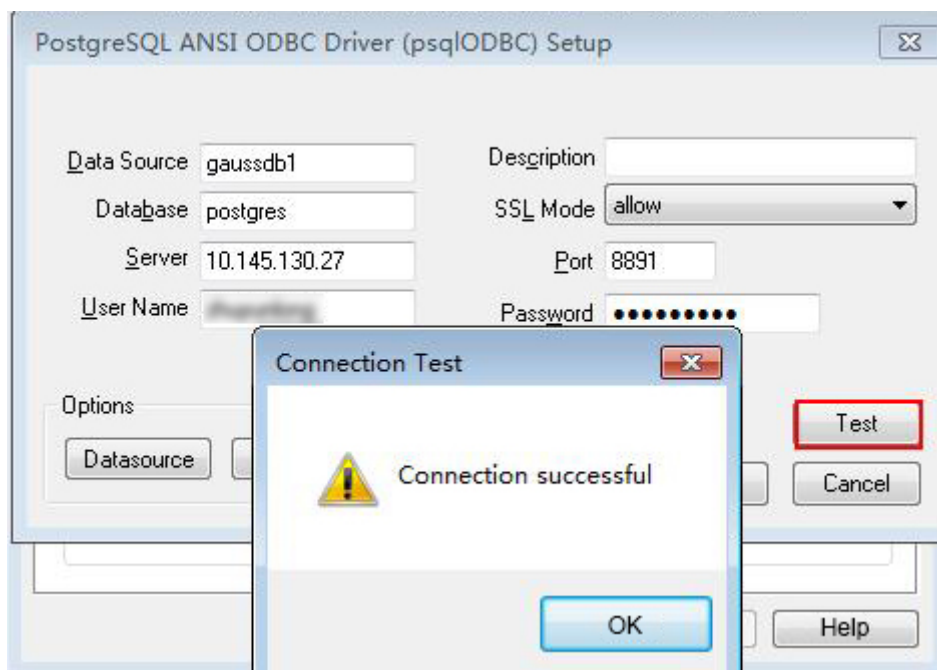 PostgreSQL ANSI ODBC Driver (psqlODBC) Setup
Data Source gaussdb1 Description
Database postgres SSL Mode allow
Server 10.145.130.27 Port 8891
User Name Password •••••••••
Connection Test
Options Test
Datasource Connection successful Cancel
OK
Help